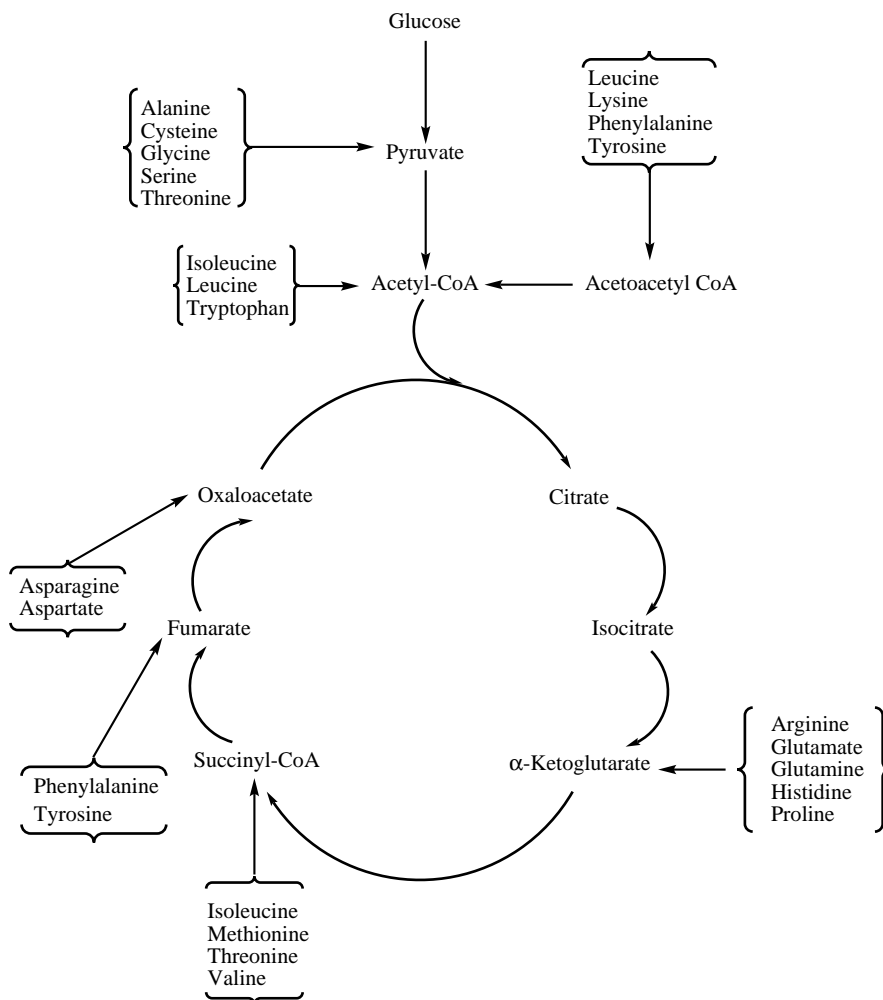 Glucose
Leucine
Lysine
Phenylalanine
Tyrosine
Alanine
Cysteine
Glycine
Serine
Threonine
Pyruvate
Isoleucine
Leucine
Tryptophan
Acetyl-CoA
Acetoacetyl CoA
Oxaloacetate
Citrate
Asparagine
Aspartate
Fumarate
Isocitrate
Succinyl-CoA
α-Ketoglutarate
Arginine
Glutamate
Glutamine
Histidine
Proline
Phenylalanine
Tyrosine
Isoleucine
Methionine
Threonine
Valine